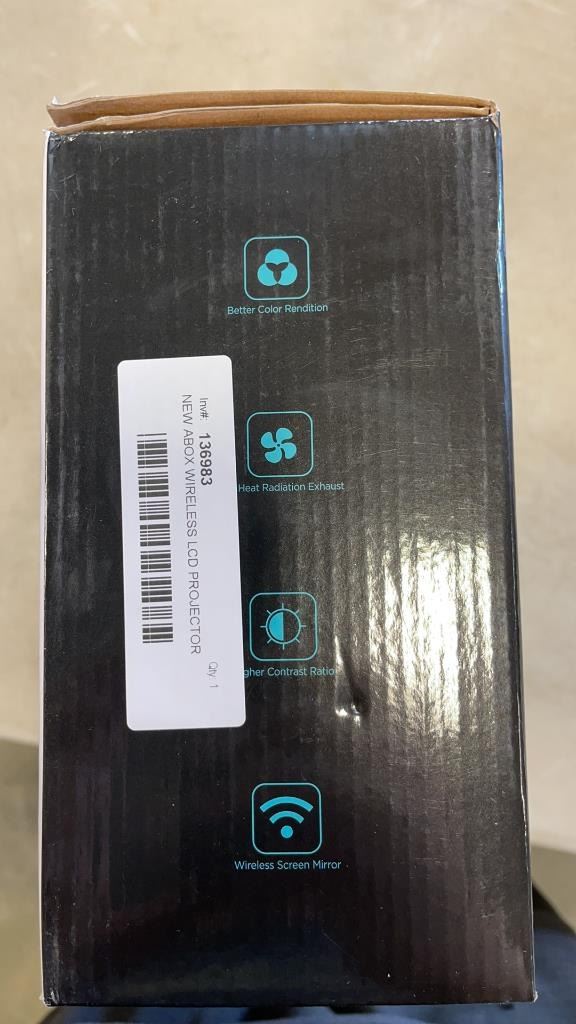 Better Color Rendition
Inv#: 136983
NEW ABOX WIRELESS LCD PROJECTOR
Qty: 1
Heat Radiation Exhaust
gher Contrast Ratio
Wireless Screen Mirror